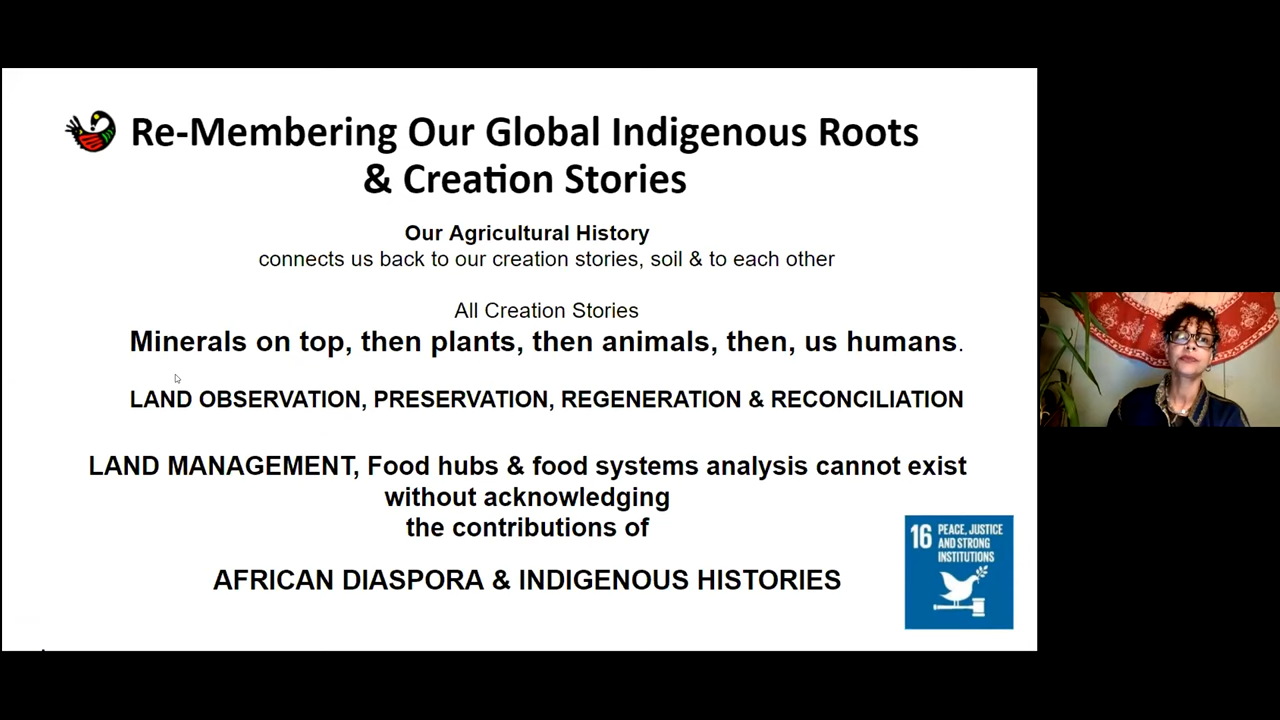 Re-Membering Our Global Indigenous Roots
& Creation Stories
Our Agricultural History
connects us back to our creation stories, soil & to each other
All Creation Stories
Minerals on top, then plants, then animals, then, us humans.
LAND OBSERVATION, PRESERVATION, REGENERATION & RECONCILIATION
LAND MANAGEMENT, Food hubs & food systems analysis cannot exist
without acknowledging
the contributions of
AFRICAN DIASPORA & INDIGENOUS HISTORIES
16 PEACE, JUSTICE
AND STRONG
INSTITUTIONS